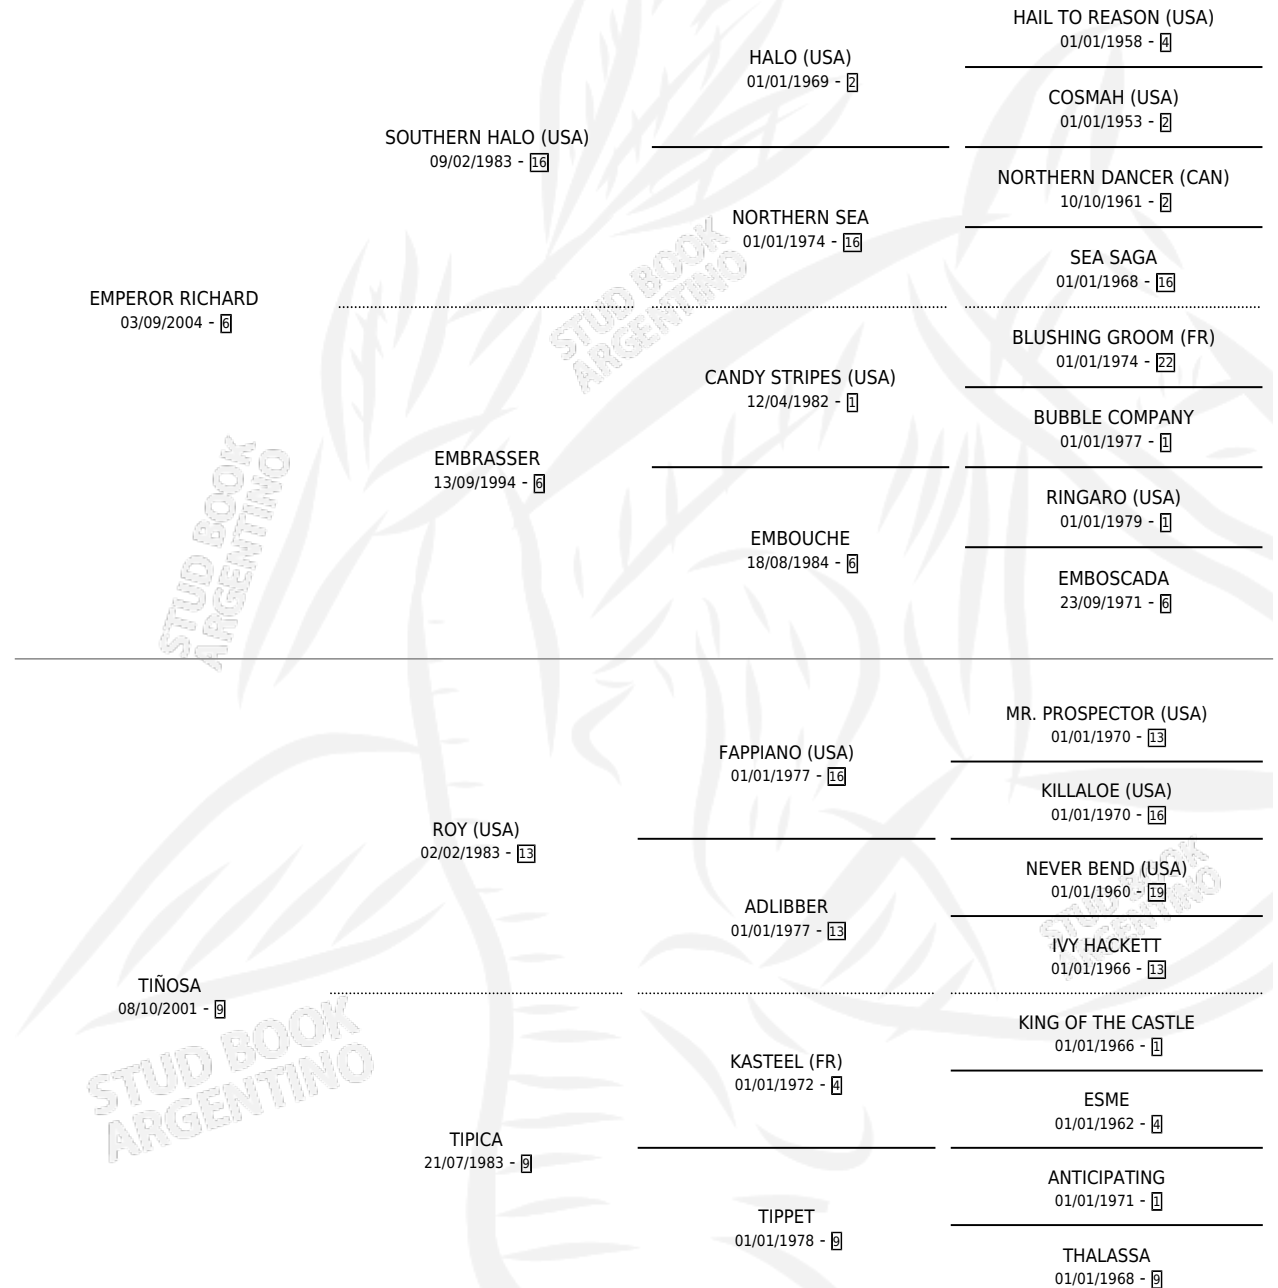 HAIL TO REASON (USA)
01/01/1958 - 4
HALO (USA)
01/01/1969 - 2
COSMAH (USA)
01/01/1953 - 2
SOUTHERN HALO (USA)
09/02/1983 - 16
NORTHERN DANCER (CAN)
10/10/1961 - 2
NORTHERN SEA
01/01/1974 - 16
SEA SAGA
01/01/1968 - 16
EMPEROR RICHARD
03/09/2004 - 6
BLUSHING GROOM (FR)
01/01/1974 - 22
CANDY STRIPES (USA)
12/04/1982 - 1
BUBBLE COMPANY
01/01/1977 - 1
EMBRASSER
13/09/1994 - 6
RINGARO (USA)
01/01/1979 - 1
EMBOUCHE
18/08/1984 - 6
EMBOSCADA
23/09/1971 - 6
STUD BOOK
ARGENTINO
STUD BOOK
ARGENTINO
MR. PROSPECTOR (USA)
01/01/1970 - 13
FAPPIANO (USA)
01/01/1977 - 16
KILLALOE (USA)
01/01/1970 - 16
ROY (USA)
02/02/1983 - 13
NEVER BEND (USA)
01/01/1960 - 19
ADLIBBER
01/01/1977 - 13
IVY HACKETT
01/01/1966 - 13
TIÑOSA
08/10/2001 - 9
KING OF THE CASTLE
01/01/1966 - 1
KASTEEL (FR)
01/01/1972 - 4
ESME
01/01/1962 - 4
TIPICA
21/07/1983 - 9
ANTICIPATING
01/01/1971 - 1
TIPPET
01/01/1978 - 9
THALASSA
01/01/1968 - 9
STUD BOOK
ARGENTINO
STUD BOOK
ARGENTINO